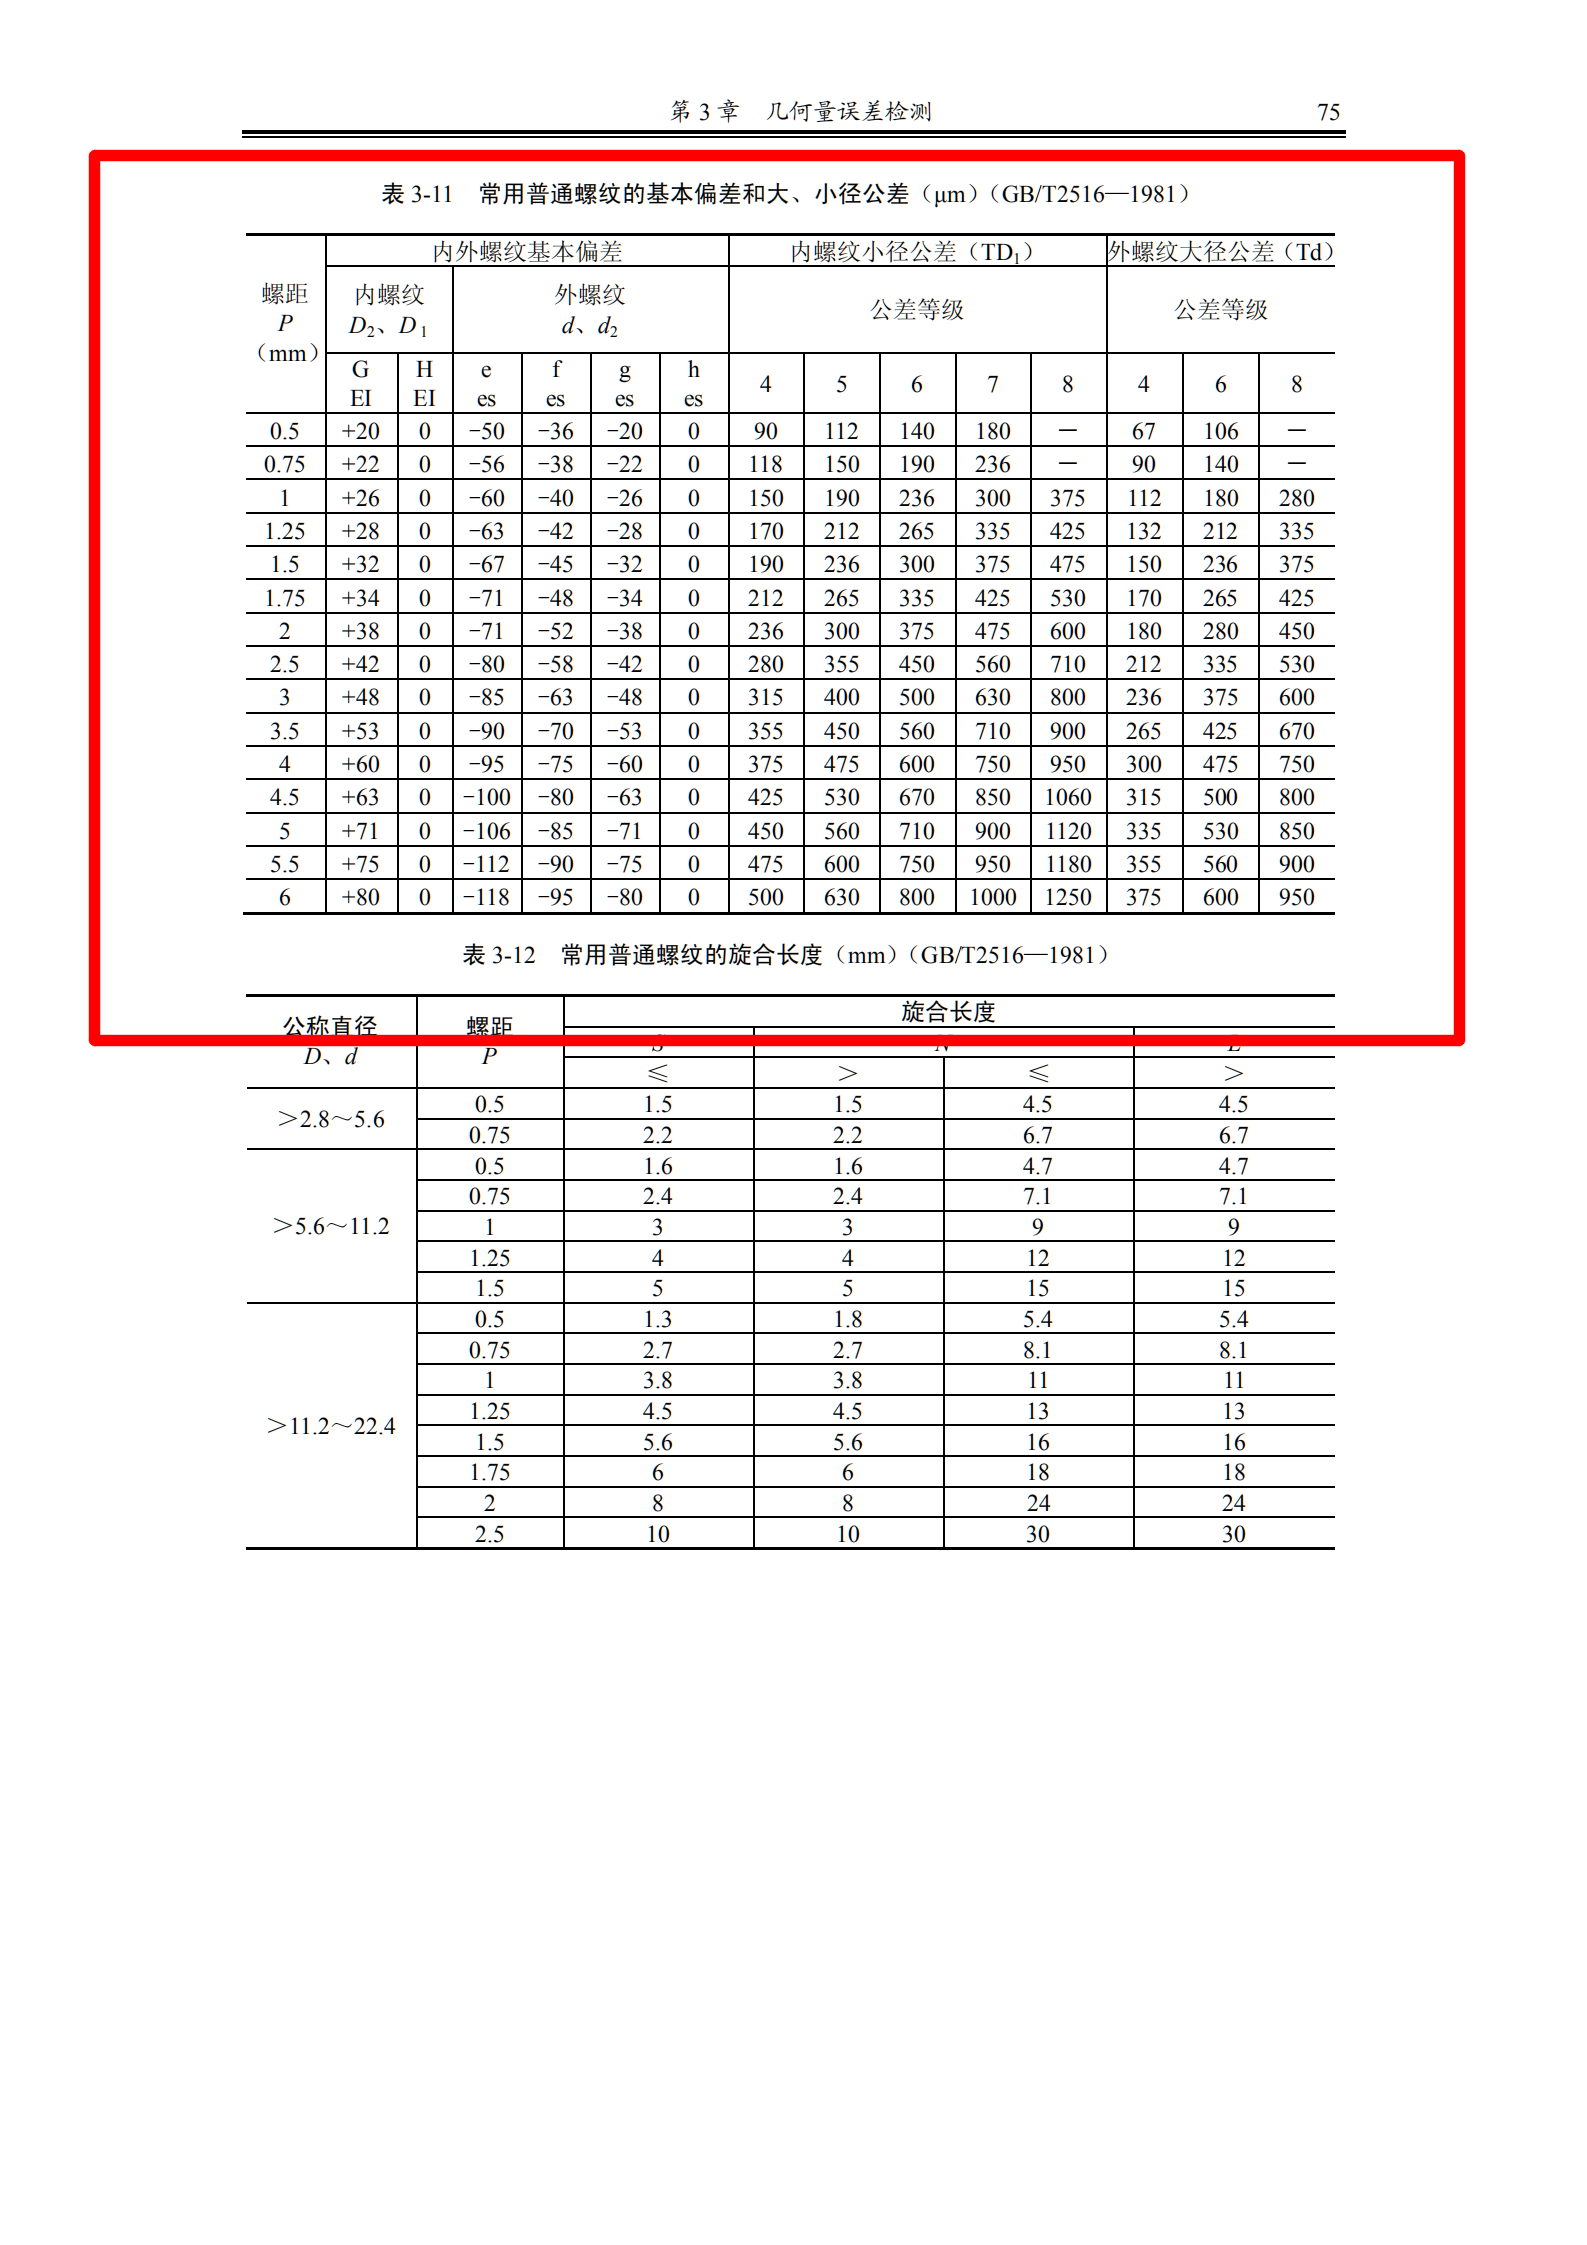 第 3 章 几何量误差检测 75
表 3-11 常用普通螺纹的基本偏差和大、小径公差（μm）（GB/T2516—1981）
螺距 P （mm） 内外螺纹基本偏差 内螺纹小径公差（TD1） 外螺纹大径公差（Td）
内螺纹 D2、D1 外螺纹 d、d2 公差等级 公差等级
G EI H EI e es f es g es h es 4 5 6 7 8 4 6 8
0.5 +20 0 −50 −36 −20 0 90 112 140 180 － 67 106 －
0.75 +22 0 −56 −38 −22 0 118 150 190 236 － 90 140 －
1 +26 0 −60 −40 −26 0 150 190 236 300 375 112 180 280
1.25 +28 0 −63 −42 −28 0 170 212 265 335 425 132 212 335
1.5 +32 0 −67 −45 −32 0 190 236 300 375 475 150 236 375
1.75 +34 0 −71 −48 −34 0 212 265 335 425 530 170 265 425
2 +38 0 −71 −52 −38 0 236 300 375 475 600 180 280 450
2.5 +42 0 −80 −58 −42 0 280 355 450 560 710 212 335 530
3 +48 0 −85 −63 −48 0 315 400 500 630 800 236 375 600
3.5 +53 0 −90 −70 −53 0 355 450 560 710 900 265 425 670
4 +60 0 −95 −75 −60 0 375 475 600 750 950 300 475 750
4.5 +63 0 −100 −80 −63 0 425 530 670 850 1060 315 500 800
5 +71 0 −106 −85 −71 0 450 560 710 900 1120 335 530 850
5.5 +75 0 −112 −90 −75 0 475 600 750 950 1180 355 560 900
6 +80 0 −118 −95 −80 0 500 630 800 1000 1250 375 600 950
表 3-12 常用普通螺纹的旋合长度（mm）（GB/T2516—1981）
公称直径 D、d 螺距 P 旋合长度
S N L
≤ ＞ ≤ ＞
＞2.8～5.6 0.5 1.5 1.5 4.5 4.5
0.75 2.2 2.2 6.7 6.7
＞5.6～11.2 0.5 1.6 1.6 4.7 4.7
0.75 2.4 2.4 7.1 7.1
1 3 3 9 9
1.25 4 4 12 12
1.5 5 5 15 15
＞11.2～22.4 0.5 1.3 1.8 5.4 5.4
0.75 2.7 2.7 8.1 8.1
1 3.8 3.8 11 11
1.25 4.5 4.5 13 13
1.5 5.6 5.6 16 16
1.75 6 6 18 18
2 8 8 24 24
2.5 10 10 30 30